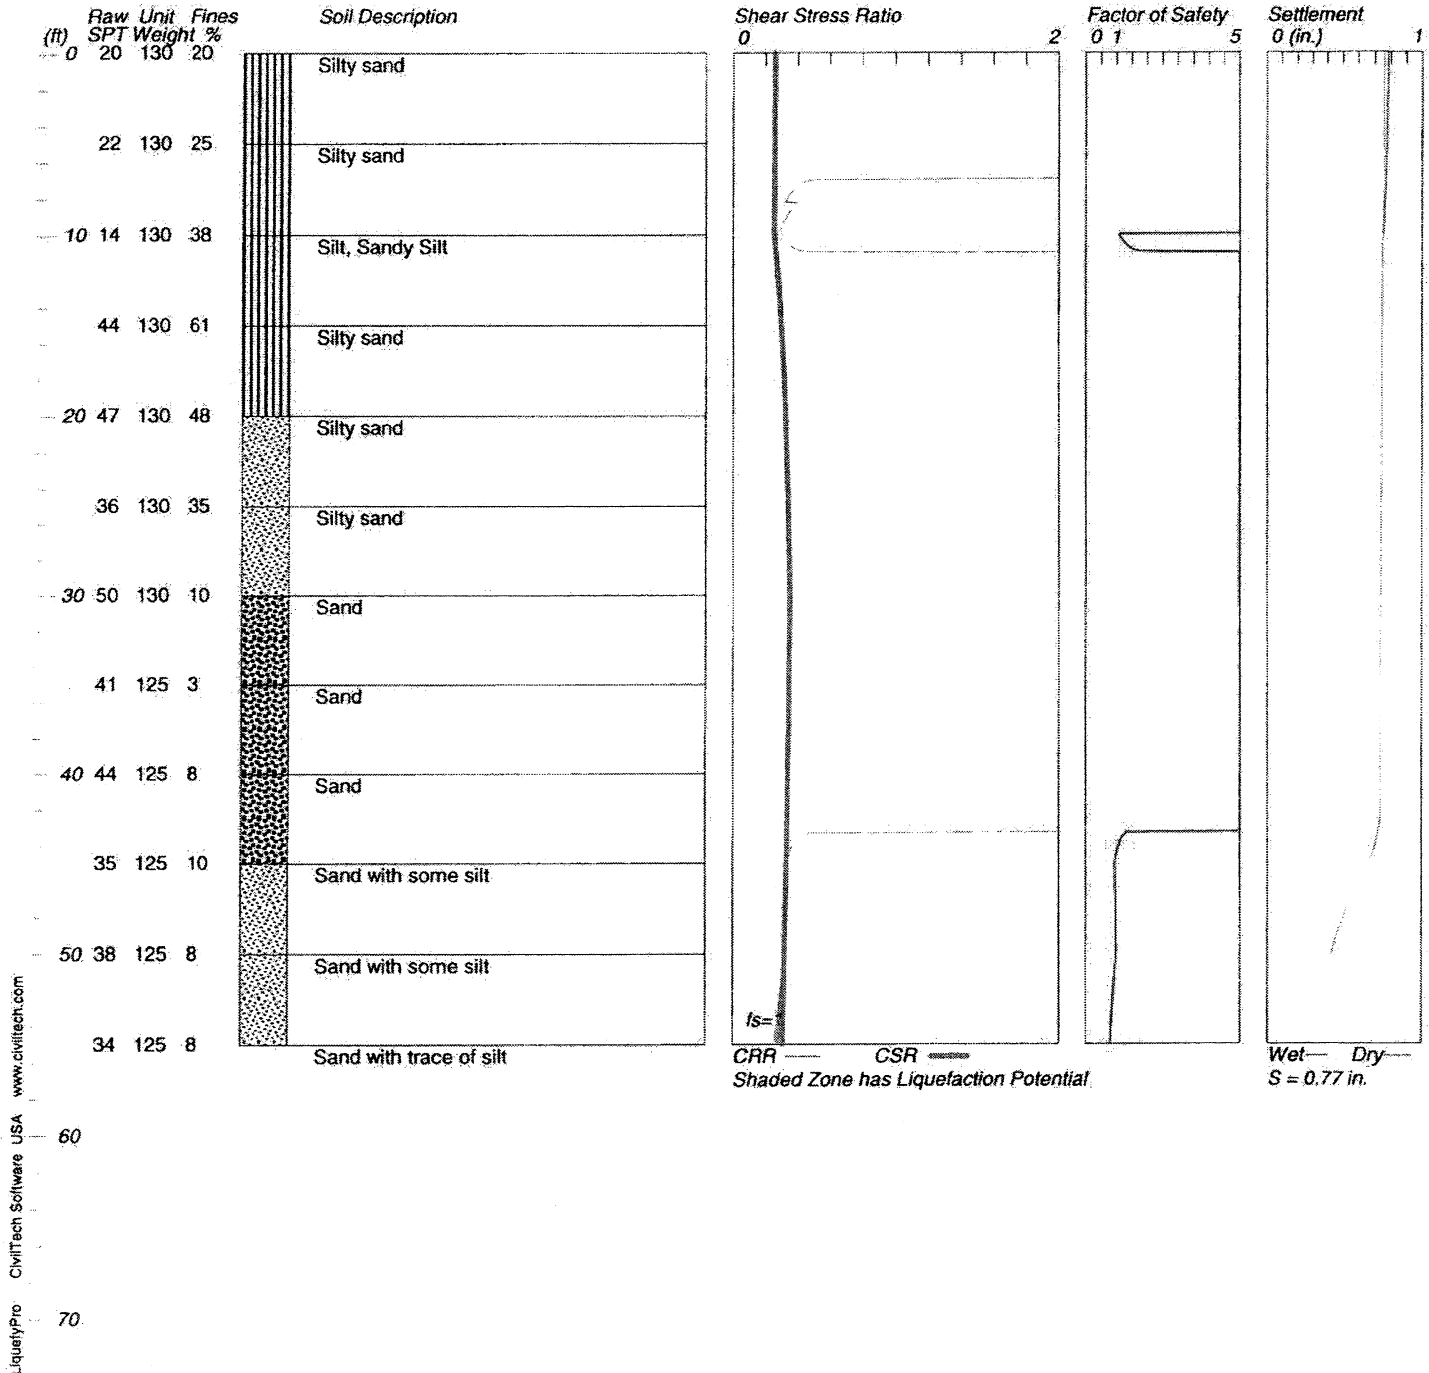 Raw Unit Fines Soil Description Shear Stress Ratio Factor of Safety Settlement
(ft) SPT Weight % 0 2 0 1 5 0 (in.) 1
0 20 130 20
Silty sand
22 130 25
Silty sand
10 14 130 38
Silt, Sandy Silt
44 130 61
Silty sand
20 47 130 48
Silty sand
36 130 35
Silty sand
30 50 130 10
Sand
41 125 3
Sand
40 44 125 8
Sand
35 125 10
Sand with some silt
50 38 125 8
Sand with some silt
fs=
34 125 8
Sand with trace of silt
CRR — CSR — Wet— Dry—
Shaded Zone has Liquefaction Potential S = 0.77 in.
60
70
LiquefyPro CivilTech Software USA www.civiltech.com